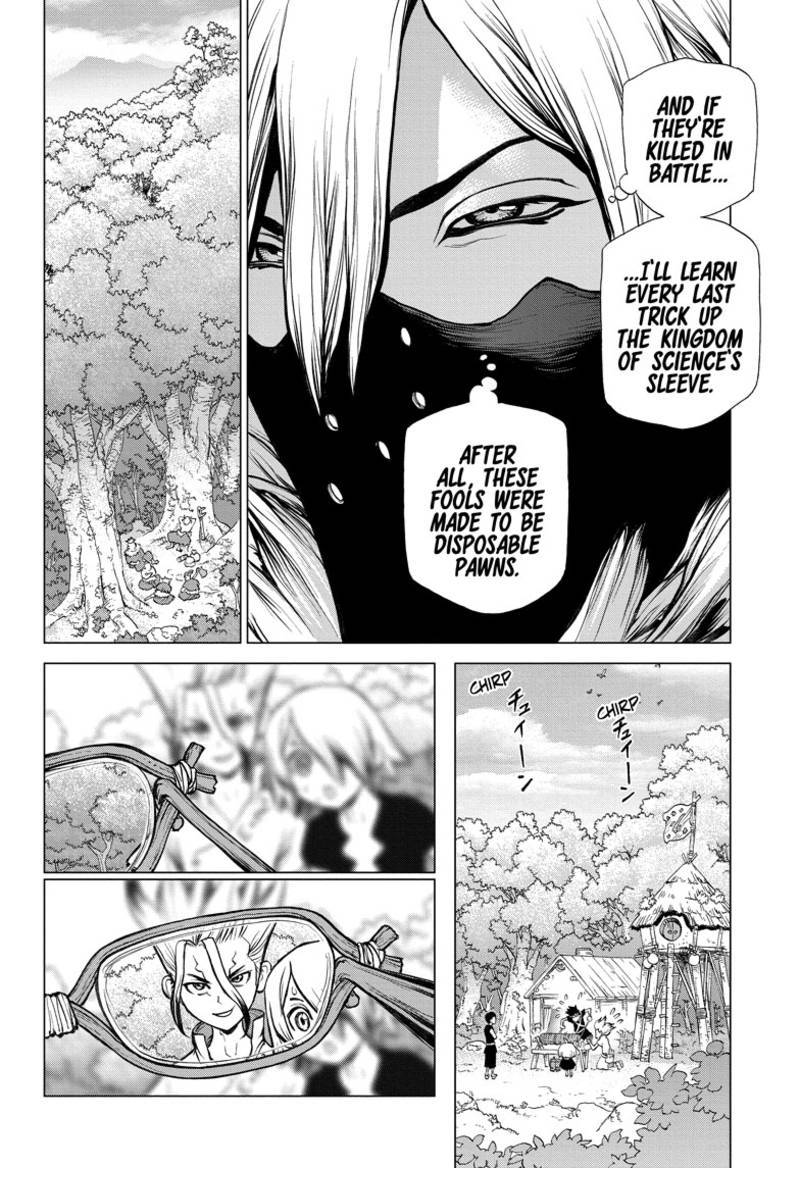 AND IF
THEY'RE
KILLED IN
BATTLE...
...I'LL LEARN
EVERY LAST
TRICK UP
THE KINGDOM
OF SCIENCE'S
SLEEVE.
AFTER
ALL, THESE
FOOLS WERE
MADE TO BE
DISPOSABLE
PAWNS.
CHIRP
チュイーン
CHIRP
チュイーン